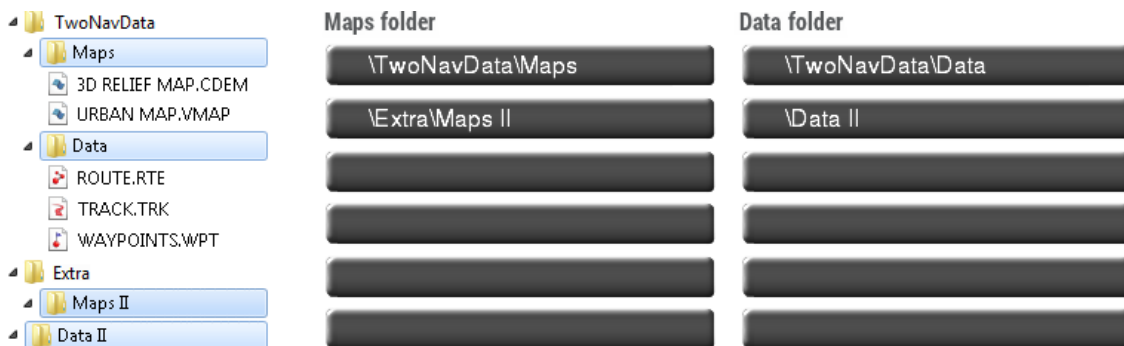 TwoNavData
Maps
3D RELIEF MAP.CDEM
URBAN MAP.VMAP
Data
ROUTE.RTE
TRACK.TRK
WAYPOINTS.WPT
Extra
Maps II
Data II
Maps folder
\TwoNavData\Maps
\Extra\Maps II
Data folder
\TwoNavData\Data
\Data II